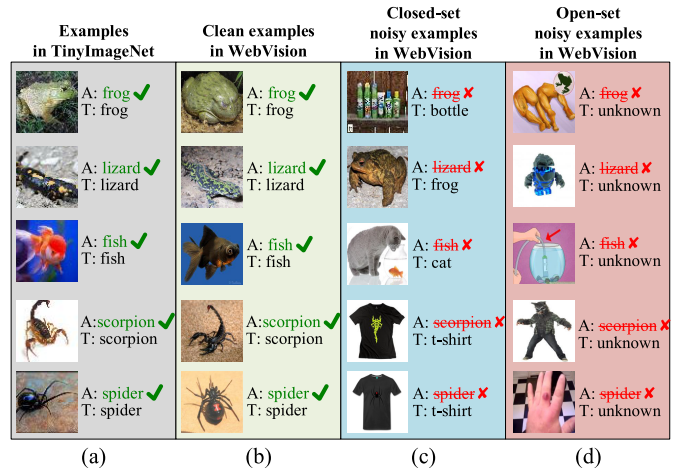 Examples
in TinyImageNet
Clean examples
in WebVision
Closed-set
noisy examples
in WebVision
Open-set
noisy examples
in WebVision
A: frog
T: frog
A: frog
T: frog
A: frog
T: bottle
A: frog
T: unknown
A: lizard
T: lizard
A: lizard
T: lizard
A: lizard
T: frog
A: lizard
T: unknown
A: fish
T: fish
A: fish
T: fish
A: fish
T: cat
A: fish
T: unknown
A:scorpion
T: scorpion
A:scorpion
T: scorpion
A: scorpion
T: t-shirt
A: scorpion
T: unknown
A: spider
T: spider
A: spider
T: spider
A: spider
T: t-shirt
A: spider
T: unknown
(a)
(b)
(c)
(d)